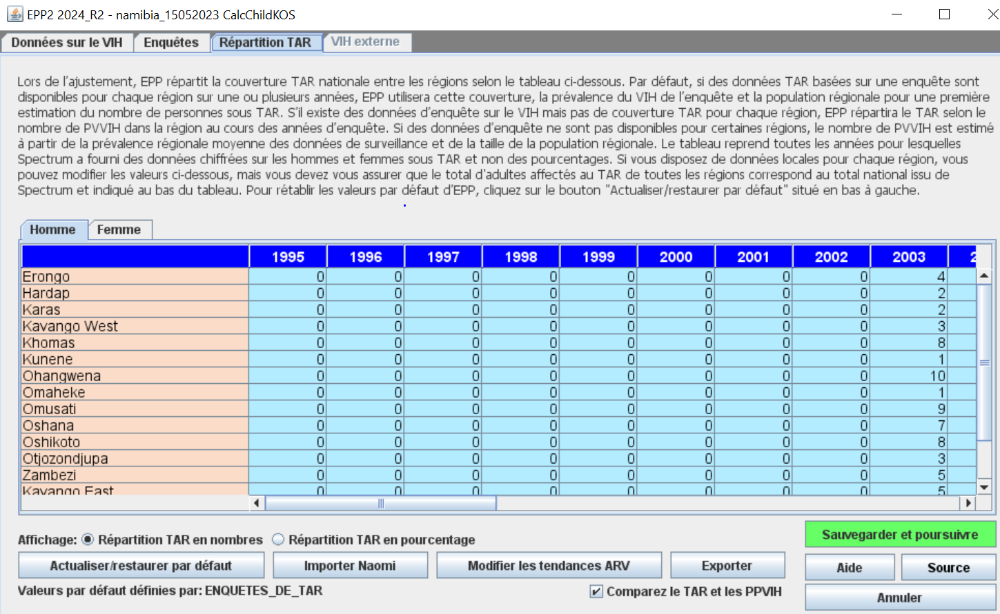 EPP2 2024_R2 - namibia_15052023 CalcChildKOS
Données sur le VIH Enquêtes Répartition TAR VIH externe
Lors de l'ajustement, EPP répartit la couverture TAR nationale entre les régions selon le tableau ci-dessous. Par défaut, si des données TAR basées sur une enquête sont
disponibles pour chaque région sur une ou plusieurs années, EPP utilisera cette couverture, la prévalence du VIH de l'enquête et la population régionale pour une première
estimation du nombre de personnes sous TAR. S'il existe des données d'enquête sur le VIH mais pas de couverture TAR pour chaque région, EPP répartira le TAR selon le
nombre de PVVIH dans la région au cours des années d'enquête. Si des données d'enquête ne sont pas disponibles pour certaines régions, le nombre de PVVIH est estimé
à partir de la prévalence régionale moyenne des données de surveillance et de la taille de la population régionale. Le tableau reprend toutes les années pour lesquelles
Spectrum a fourni des données chiffrées sur les hommes et femmes sous TAR et non des pourcentages. Si vous disposez de données locales pour chaque région, vous
pouvez modifier les valeurs ci-dessous, mais vous devez vous assurer que le total d'adultes affectés au TAR de toutes les régions correspond au total national issu de
Spectrum et indiqué au bas du tableau. Pour rétablir les valeurs par défaut d'EPP, cliquez sur le bouton "Actualiser/restaurer par défaut" situé en bas à gauche.
Homme Femme
1995 1996 1997 1998 1999 2000 2001 2002 2003 2
Erongo 0 0 0 0 0 0 0 0 4
Hardap 0 0 0 0 0 0 0 0 2
Karas 0 0 0 0 0 0 0 0 2
Kavango West 0 0 0 0 0 0 0 0 3
Khomas 0 0 0 0 0 0 0 0 8
Kunene 0 0 0 0 0 0 0 0 1
Ohangwena 0 0 0 0 0 0 0 0 10
Omaheke 0 0 0 0 0 0 0 0 1
Omusati 0 0 0 0 0 0 0 0 9
Oshana 0 0 0 0 0 0 0 0 7
Oshikoto 0 0 0 0 0 0 0 0 8
Otjozondjupa 0 0 0 0 0 0 0 0 3
Zambezi 0 0 0 0 0 0 0 0 5
Kavango East 0 0 0 0 0 0 0 0 5
Affichage: Répartition TAR en nombres Répartition TAR en pourcentage
Sauvegarder et poursuivre
Actualiser/restaurer par défaut Importer Naomi Modifier les tendances ARV Exporter Aide Source
Valeurs par défaut définies par: ENQUETES_DE_TAR Comparez le TAR et les PPVIH
Annuler